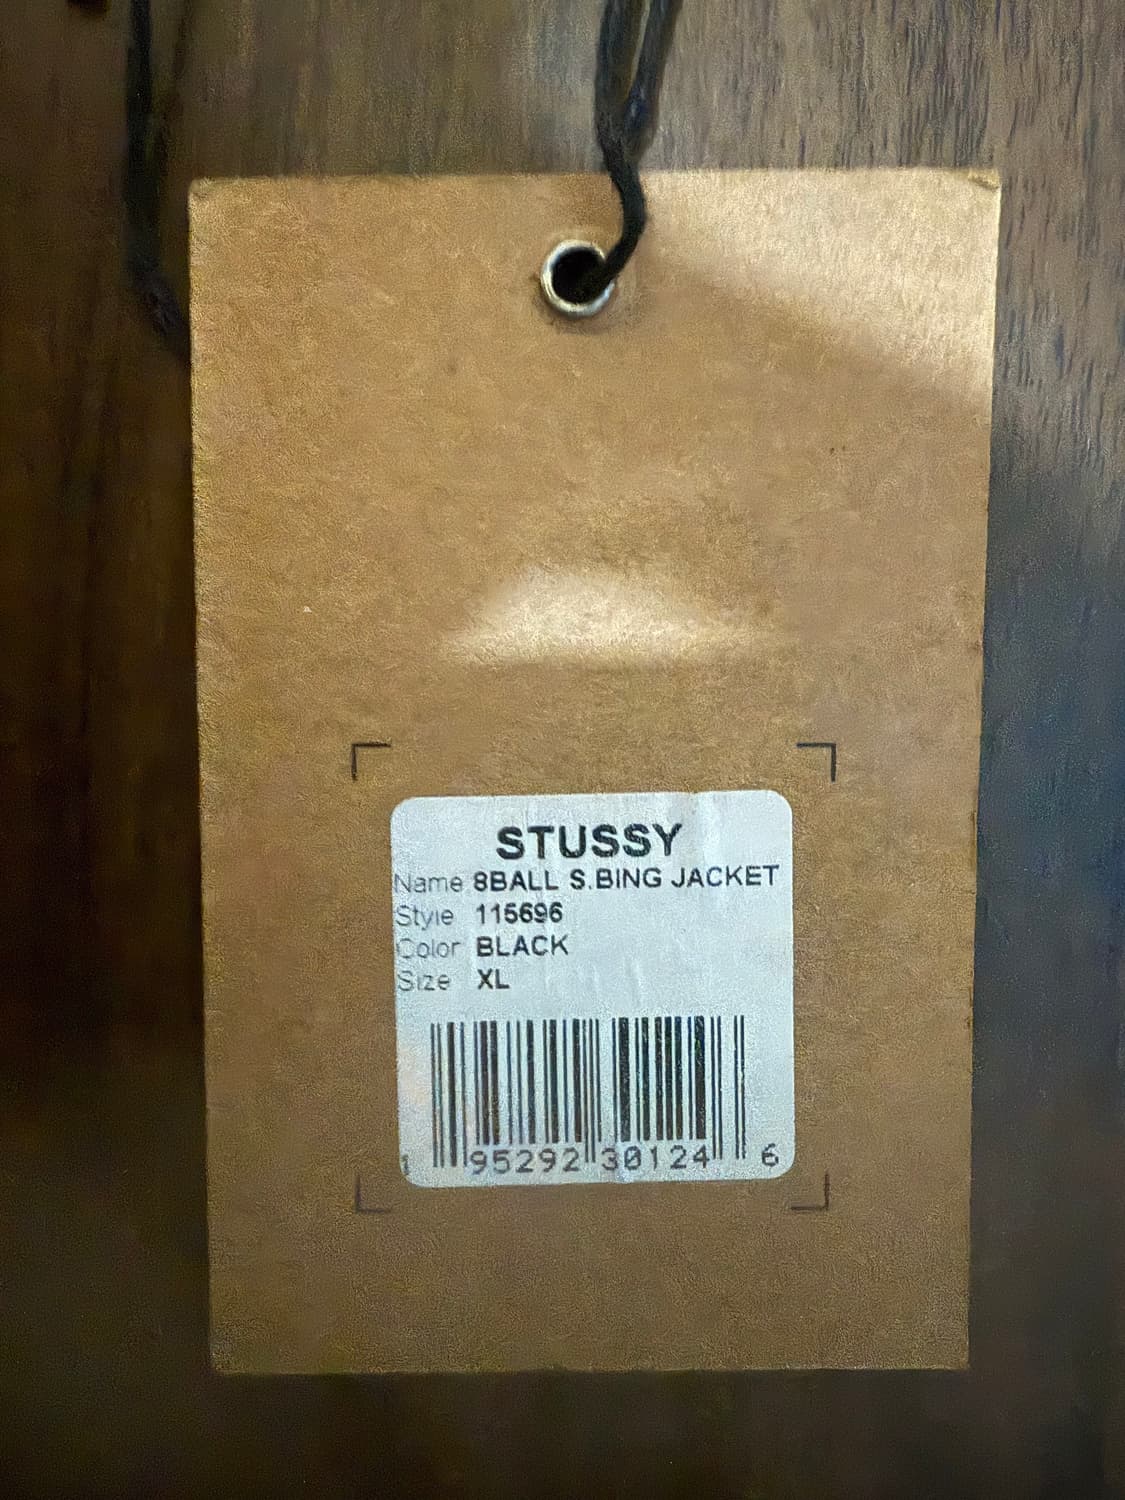 STUSSY
Name 8BALL S.BING JACKET
Style 115696
Color BLACK
Size XL
1 95292 30124 6